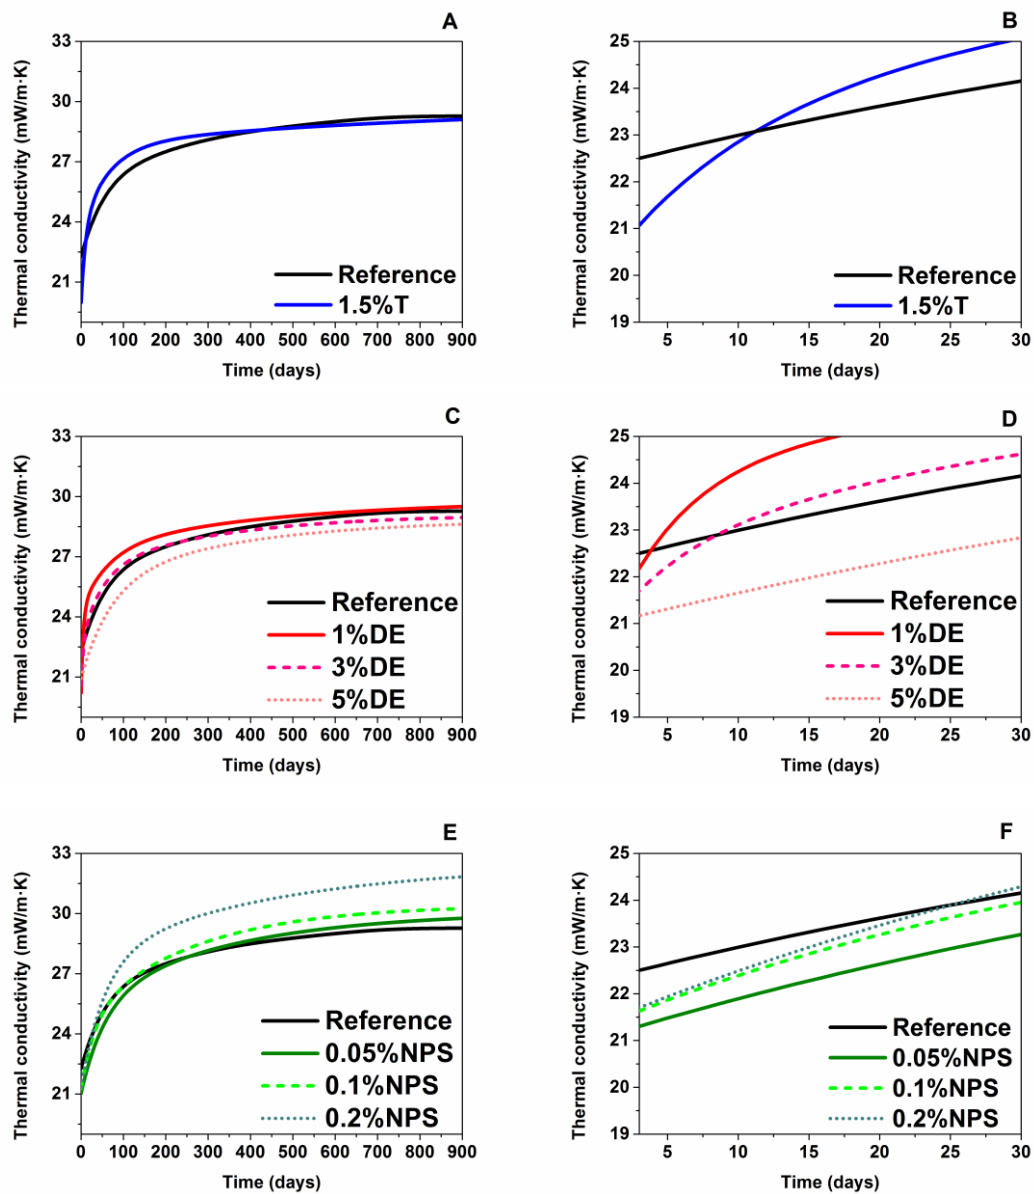 A
Thermal conductivity (mW/m·K)
33
30
27
24
21
0 100 200 300 400 500 600 700 800 900
Time (days)
Reference
1.5%T
B
Thermal conductivity (mW/m·K)
25
24
23
22
21
20
19
5 10 15 20 25 30
Time (days)
Reference
1.5%T
C
Thermal conductivity (mW/m·K)
33
30
27
24
21
0 100 200 300 400 500 600 700 800 900
Time (days)
Reference
1%DE
3%DE
5%DE
D
Thermal conductivity (mW/m·K)
25
24
23
22
21
20
19
5 10 15 20 25 30
Time (days)
Reference
1%DE
3%DE
5%DE
E
Thermal conductivity (mW/m·K)
33
30
27
24
21
0 100 200 300 400 500 600 700 800 900
Time (days)
Reference
0.05%NPS
0.1%NPS
0.2%NPS
F
Thermal conductivity (mW/m·K)
25
24
23
22
21
20
19
5 10 15 20 25 30
Time (days)
Reference
0.05%NPS
0.1%NPS
0.2%NPS